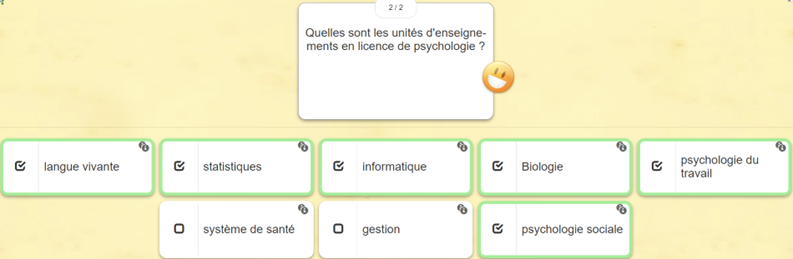 2 / 2
Quelles sont les unités d'enseigne-
ments en licence de psychologie ?
langue vivante
statistiques
informatique
Biologie
psychologie du
travail
système de santé
gestion
psychologie sociale